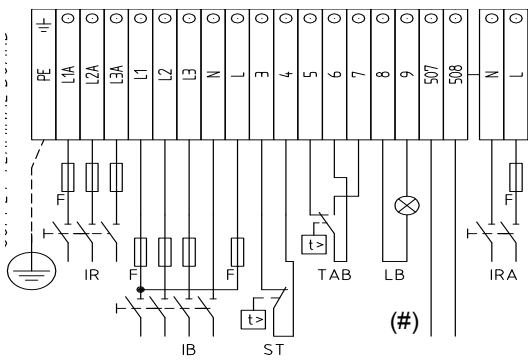 PE L1A L2A L3A L1 L2 L3 N L 3 4 5 6 7 8 9 507 508 N L
F F F F
t> TAB LB IRA
IR
t> (#)
IB ST